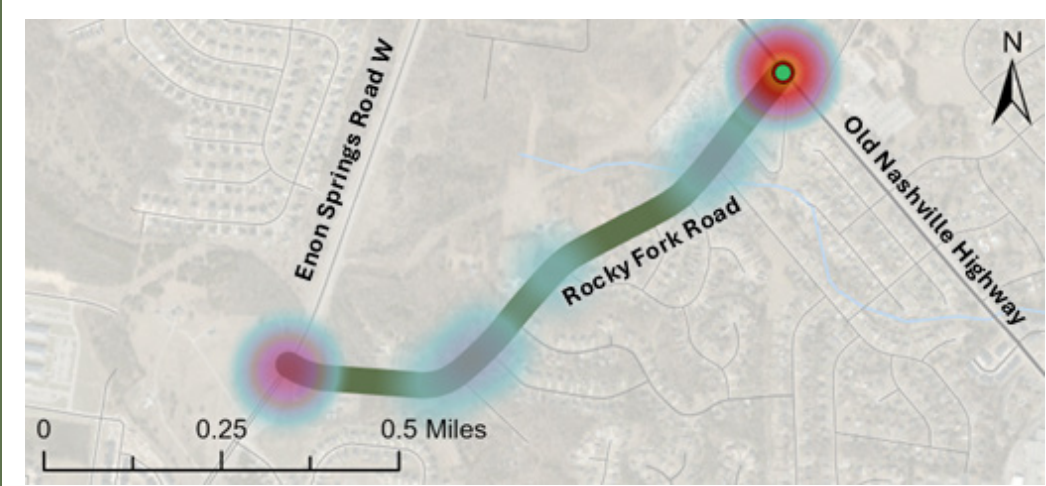 N
Enon Springs Road W
Old Nashville Highway
Rocky Fork Road
0 0.25 0.5 Miles